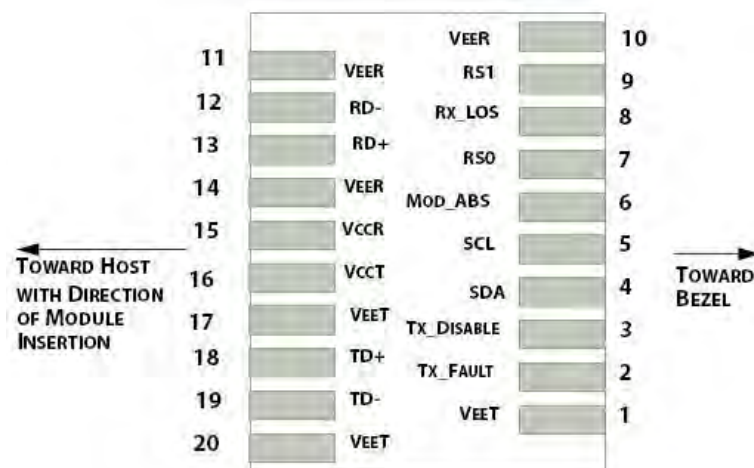 VEER 10
11 VEER
RS1 9
12 RD-
RX_LOS 8
13 RD+
RS0 7
14 VEER
MOD_ABS 6
15 VCCR
SCL 5
TOWARD HOST
WITH DIRECTION
OF MODULE
INSERTION
16 VCCT
SDA 4
TOWARD
BEZEL
17 VEET
TX_DISABLE 3
18 TD+
TX_FAULT 2
19 TD-
VEET 1
20 VEET